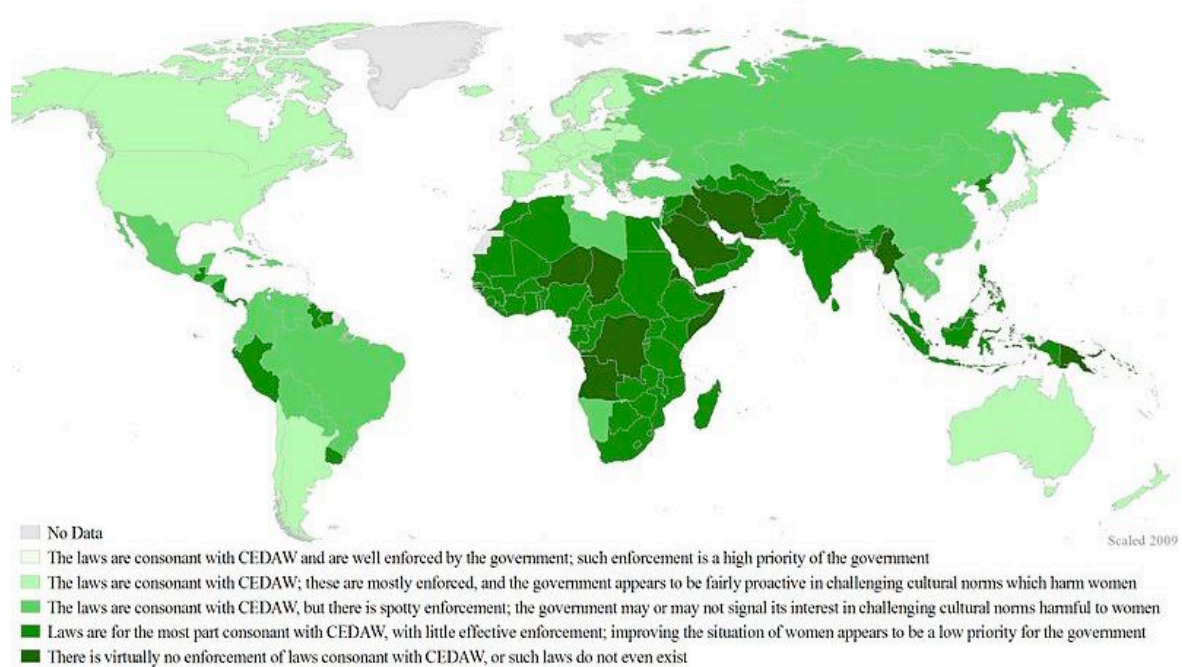 Scaled 2009
No Data
The laws are consonant with CEDAW and are well enforced by the government; such enforcement is a high priority of the government
The laws are consonant with CEDAW; these are mostly enforced, and the government appears to be fairly proactive in challenging cultural norms which harm women
The laws are consonant with CEDAW, but there is spotty enforcement; the government may or may not signal its interest in challenging cultural norms harmful to women
Laws are for the most part consonant with CEDAW, with little effective enforcement; improving the situation of women appears to be a low priority for the government
There is virtually no enforcement of laws consonant with CEDAW, or such laws do not even exist